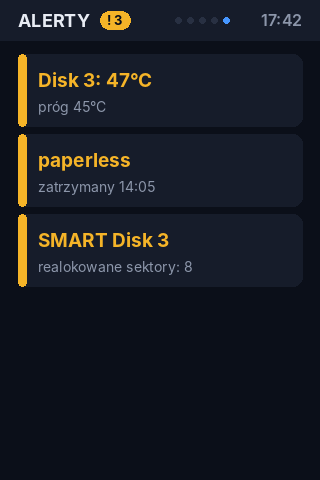 ALERTY ! 3 17:42
Disk 3: 47°C
próg 45°C
paperless
zatrzymany 14:05
SMART Disk 3
realokowane sektory: 8